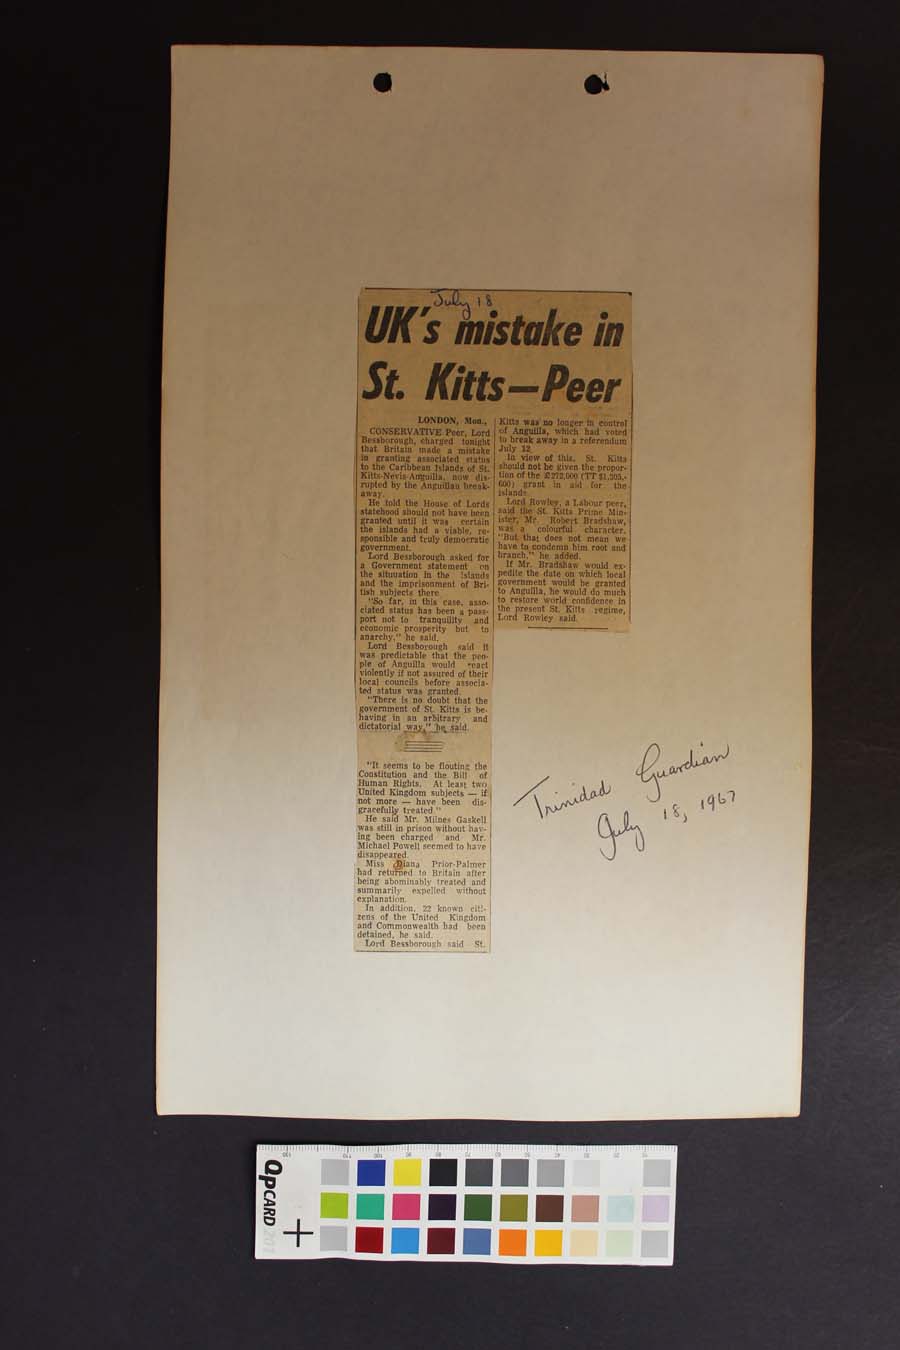 July 18
UK's mistake in
St. Kitts—Peer
LONDON, Mon.,
CONSERVATIVE Peer, Lord
Bessborough, charged tonight
that Britain made a mistake
in granting associated status
to the Caribbean Islands of St.
Kitts-Nevis-Anguilla, now dis-
rupted by the Anguillan break-
away.
He told the House of Lords
statehood should not have been
granted until it was certain
the islands had a viable, re-
sponsible and truly democratic
government.
Lord Bessborough asked for
a Government statement on
the situuation in the islands
and the imprisonment of Bri-
tish subjects there.
"So far, in this case, asso-
ciated status has been a pass-
port not to tranquility and
economic prosperity but to
anarchy," he said.
Lord Bessborough said it
was predictable that the peo-
ple of Anguilla would react
violently if not assured of their
local councils before associa-
ted status was granted.
"There is no doubt that the
government of St. Kitts is be-
having in an arbitrary and
dictatorial way," he said.
"It seems to be flouting the
Constitution and the Bill of
Human Rights. At least two
United Kingdom subjects — if
not more — have been dis-
gracefully treated."
He said Mr. Milnes Gaskell
was still in prison without hav-
ing been charged and Mr.
Michael Powell seemed to have
disappeared.
Miss Diana Prior-Palmer
had returned to Britain after
being abominably treated and
summarily expelled without
explanation.
In addition, 22 known citi-
zens of the United Kingdom
and Commonwealth had been
detained, he said.
Lord Bessborough said St.
Kitts was no longer in control
of Anguilla, which had voted
to break away in a referendum
July 12.
In view of this, St. Kitts
should not be given the propor-
tion of the £272,000 (TT $1,305,-
600) grant in aid for the
islands.
Lord Rowley, a Labour peer,
said the St. Kitts Prime Min-
ister, Mr. Robert Bradshaw,
was a colourful character.
"But that does not mean we
have to condemn him root and
branch," he added.
If Mr. Bradshaw would ex-
pedite the date on which local
government would be granted
to Anguilla, he would do much
to restore world confidence in
the present St. Kitts regime,
Lord Rowley said.
Trinidad Guardian
July 18, 1967
QPCARD 201